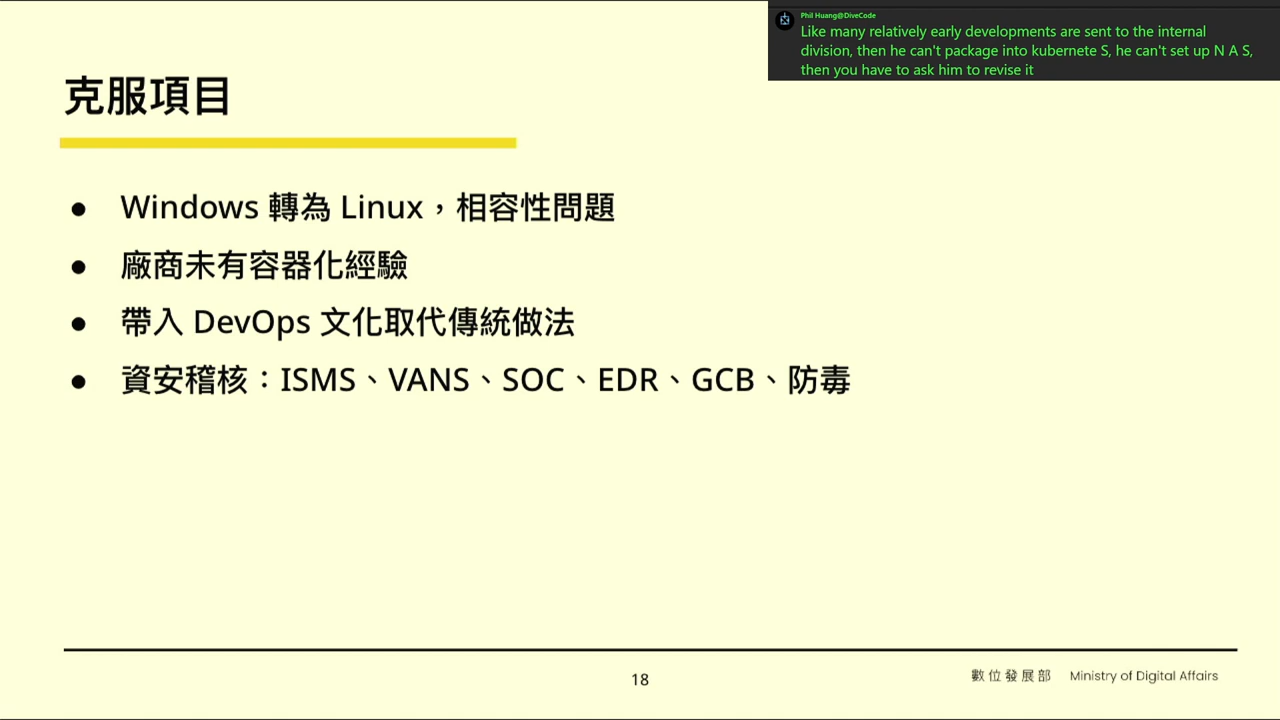 Phil Huang@DiveCode
Like many relatively early developments are sent to the internal
division, then he can't package into kubernete S, he can't set up N A S,
then you have to ask him to revise it
克服項目
● Windows 轉為 Linux，相容性問題
● 廠商未有容器化經驗
● 帶入 DevOps 文化取代傳統做法
● 資安稽核：ISMS、VANS、SOC、EDR、GCB、防毒
18
數位發展部 Ministry of Digital Affairs